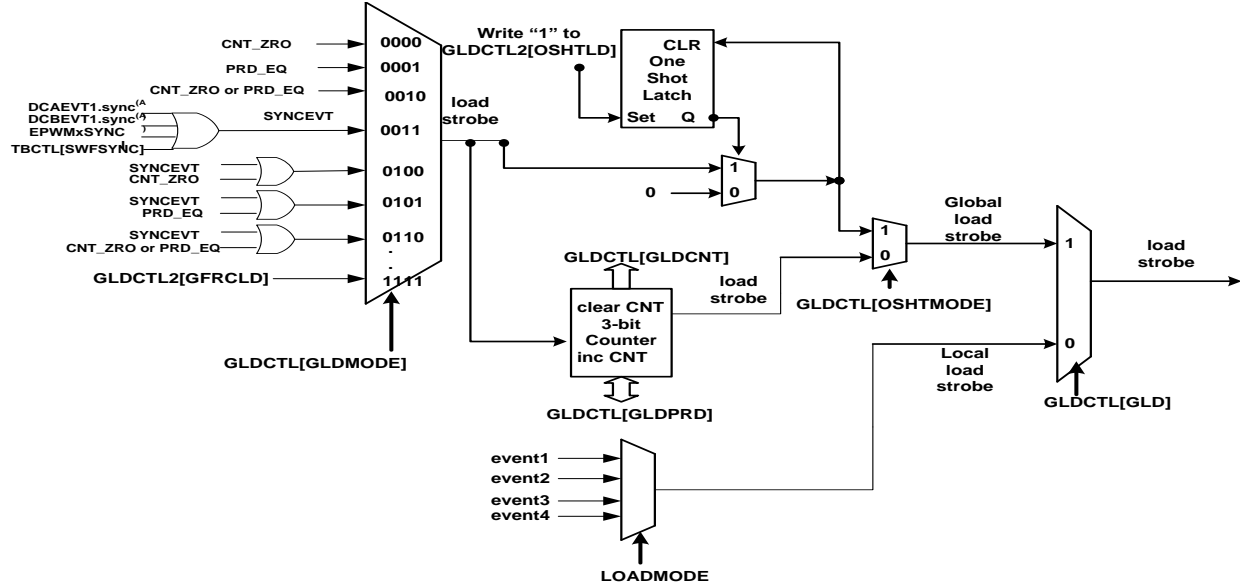 CNT_ZRO
PRD_EQ
CNT_ZRO or PRD_EQ
DCAEVT1.sync(A
DCBEVT1.sync(A)
EPWMxSYNC
TBCTL[SWFSYNC]
SYNCEVT
SYNCEVT
CNT_ZRO
SYNCEVT
PRD_EQ
SYNCEVT
CNT_ZRO or PRD_EQ
GLDCTL2[GFRCLD]
0000
0001
0010
0011
0100
0101
0110
.
.
1111
GLDCTL[GLDMODE]
load
strobe
Write “1” to
GLDCTL2[OSHTLD]
CLR
One
Shot
Latch
Set Q
1
0
0
GLDCTL[GLDCNT]
clear CNT
3-bit
Counter
inc CNT
GLDCTL[GLDPRD]
load
strobe
1
0
GLDCTL[OSHTMODE]
Global
load
strobe
Local
load
strobe
1
0
GLDCTL[GLD]
load
strobe
event1
event2
event3
event4
LOADMODE